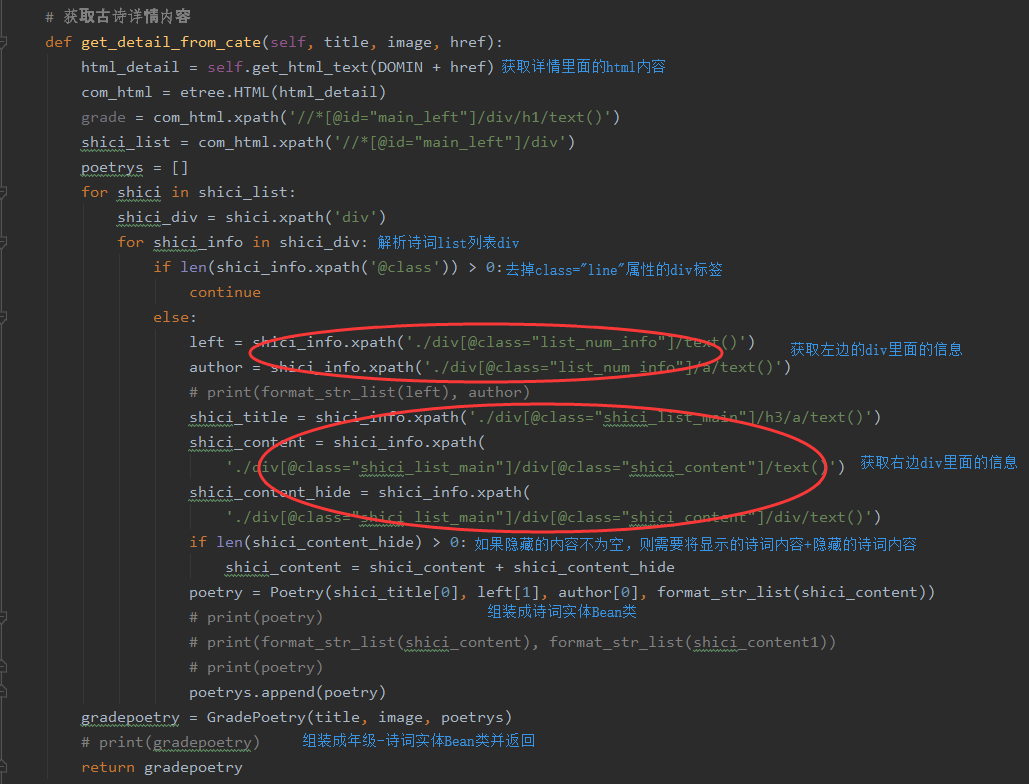 # 获取古诗详情内容
def get_detail_from_cate(self, title, image, href):
html_detail = self.get_html_text(DOMIN + href) 获取详情里面的html内容
com_html = etree.HTML(html_detail)
grade = com_html.xpath('//*[@id="main_left"]/div/h1/text()')
shici_list = com_html.xpath('//*[@id="main_left"]/div')
poetrys = []
for shici in shici_list:
shici_div = shici.xpath('div')
for shici_info in shici_div: 解析诗词list列表div
if len(shici_info.xpath('@class')) > 0: 去掉class="line"属性的div标签
continue
else:
left = shici_info.xpath('./div[@class="list_num_info"]/text()') 获取左边的div里面的信息
author = shici_info.xpath('./div[@class="list_num_info"]/a/text()')
# print(format_str_list(left), author)
shici_title = shici_info.xpath('./div[@class="shici_list_main"]/h3/a/text()')
shici_content = shici_info.xpath(
'./div[@class="shici_list_main"]/div[@class="shici_content"]/text()') 获取右边div里面的信息
shici_content_hide = shici_info.xpath(
'./div[@class="shici_list_main"]/div[@class="shici_content"]/div/text()')
if len(shici_content_hide) > 0: 如果隐藏的内容不为空，则需要将显示的诗词内容+隐藏的诗词内容
shici_content = shici_content + shici_content_hide
poetry = Poetry(shici_title[0], left[1], author[0], format_str_list(shici_content))
# print(poetry) 组装成诗词实体Bean类
# print(format_str_list(shici_content), format_str_list(shici_content1))
# print(poetry)
poetrys.append(poetry)
gradepoetry = GradePoetry(title, image, poetrys)
# print(gradepoetry) 组装成年级-诗词实体Bean类并返回
return gradepoetry